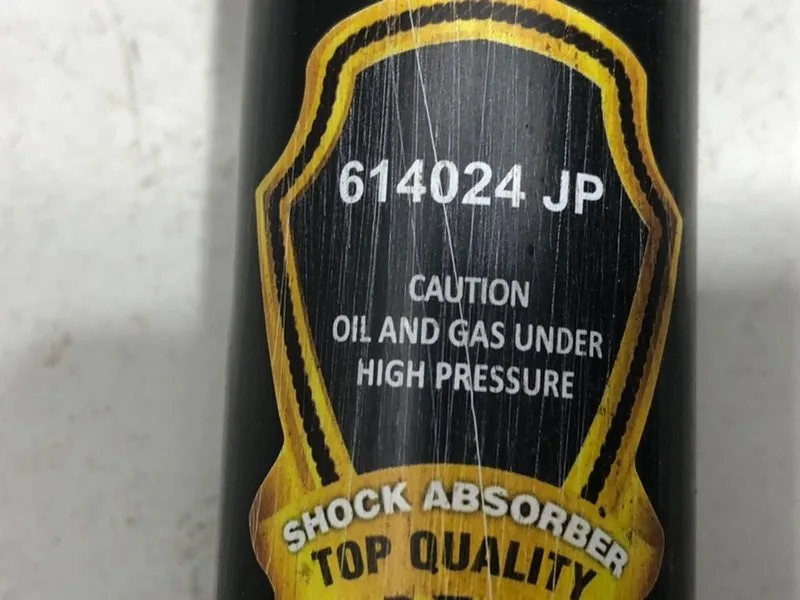 614024 JP
CAUTION
OIL AND GAS UNDER
HIGH PRESSURE
SHOCK ABSORBER
TOP QUALITY